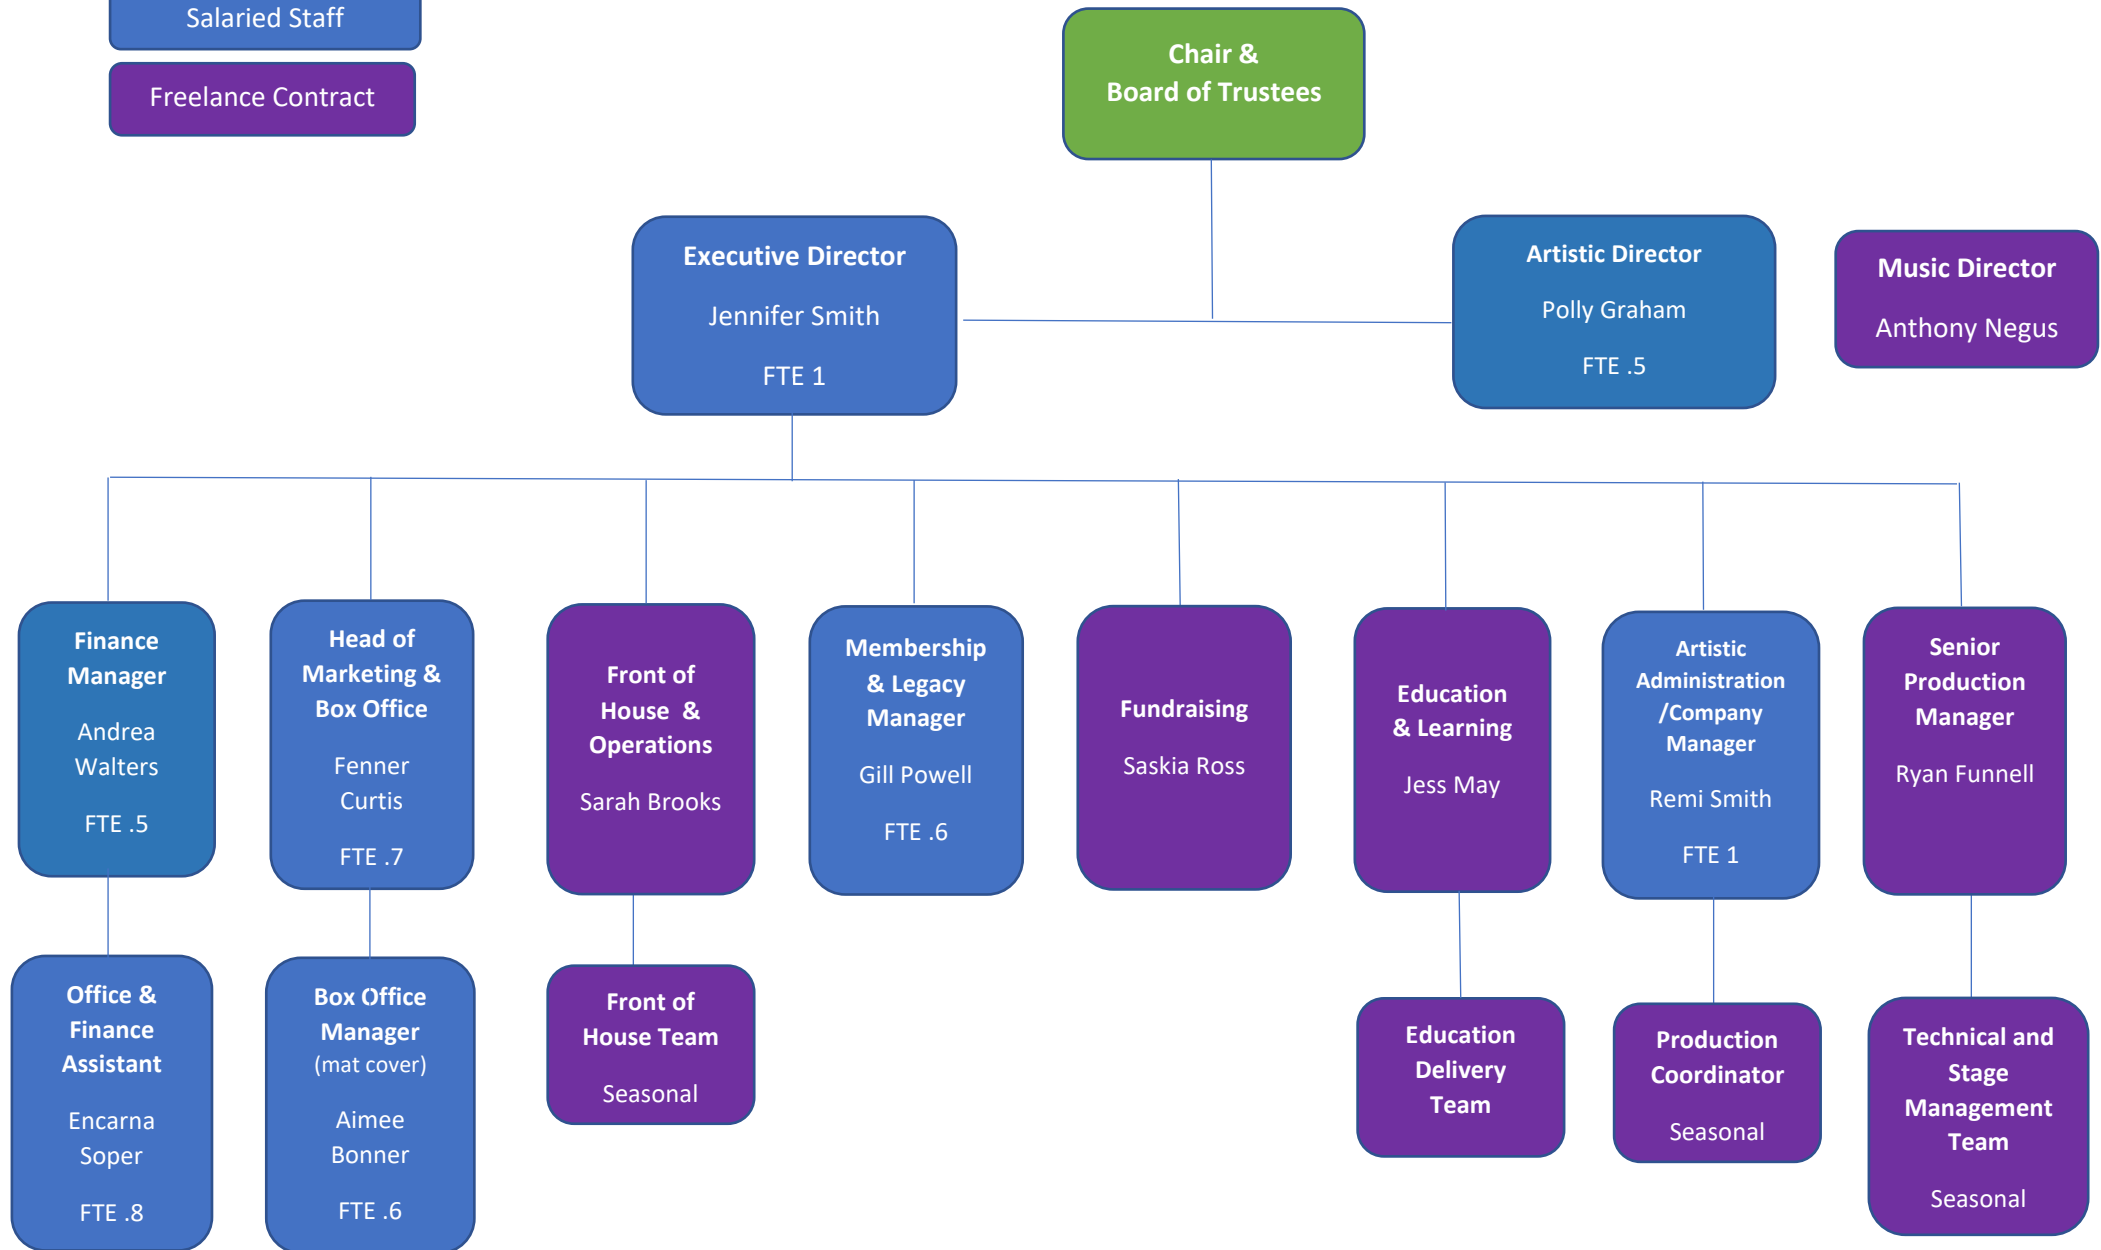 Salaried Staff
Freelance Contract
Chair &
Board of Trustees
Executive Director
Jennifer Smith
FTE 1
Artistic Director
Polly Graham
FTE .5
Music Director
Anthony Negus
Finance
Manager
Andrea
Walters
FTE .5
Head of
Marketing &
Box Office
Fenner
Curtis
FTE .7
Front of
House &
Operations
Sarah Brooks
Membership
& Legacy
Manager
Gill Powell
FTE .6
Fundraising
Saskia Ross
Education
& Learning
Jess May
Artistic
Administration
/Company
Manager
Remi Smith
FTE 1
Senior
Production
Manager
Ryan Funnell
Office &
Finance
Assistant
Encarna
Soper
FTE .8
Box Office
Manager
(mat cover)
Aimee
Bonner
FTE .6
Front of
House Team
Seasonal
Education
Delivery
Team
Production
Coordinator
Seasonal
Technical and
Stage
Management
Team
Seasonal